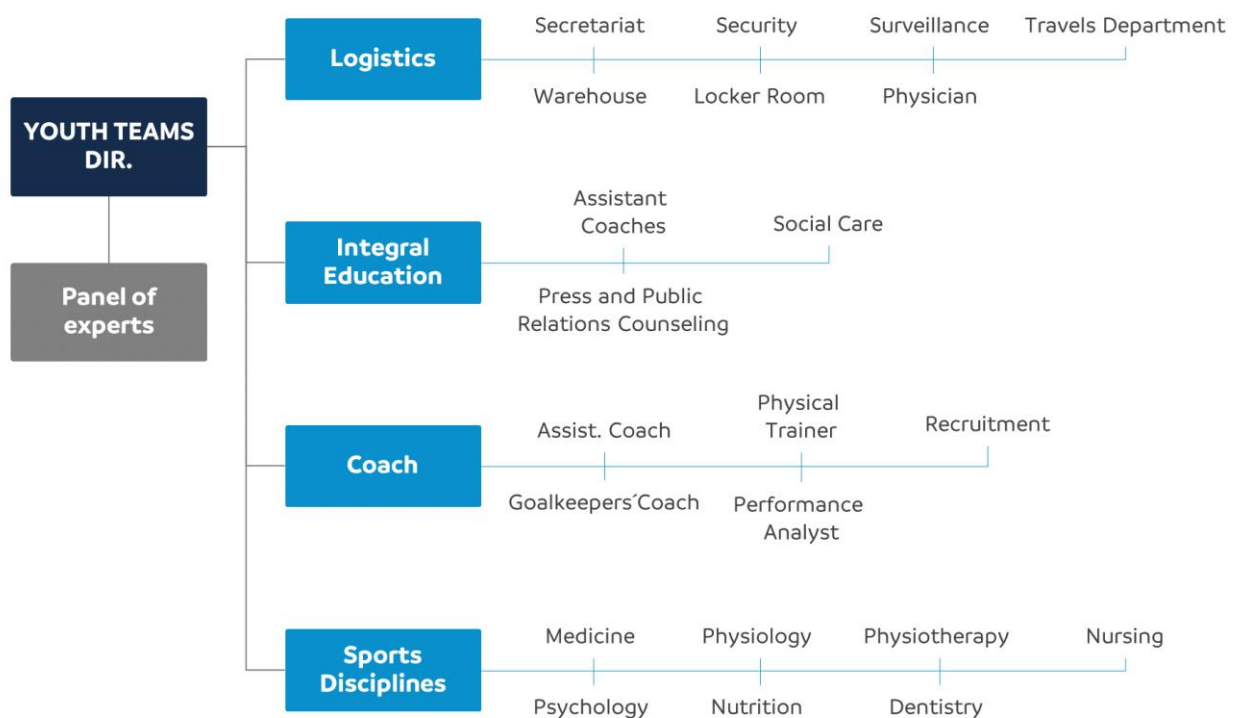 Secretariat
Security
Surveillance
Travels Department
Logistics
Warehouse
Locker Room
Physician
YOUTH TEAMS
DIR.
Assistant
Coaches
Social Care
Integral
Education
Panel of
experts
Press and Public
Relations Counseling
Physical
Trainer
Recruitment
Assist. Coach
Coach
Goalkeepers´Coach
Performance
Analyst
Medicine
Physiology
Physiotherapy
Nursing
Sports
Disciplines
Psychology
Nutrition
Dentistry